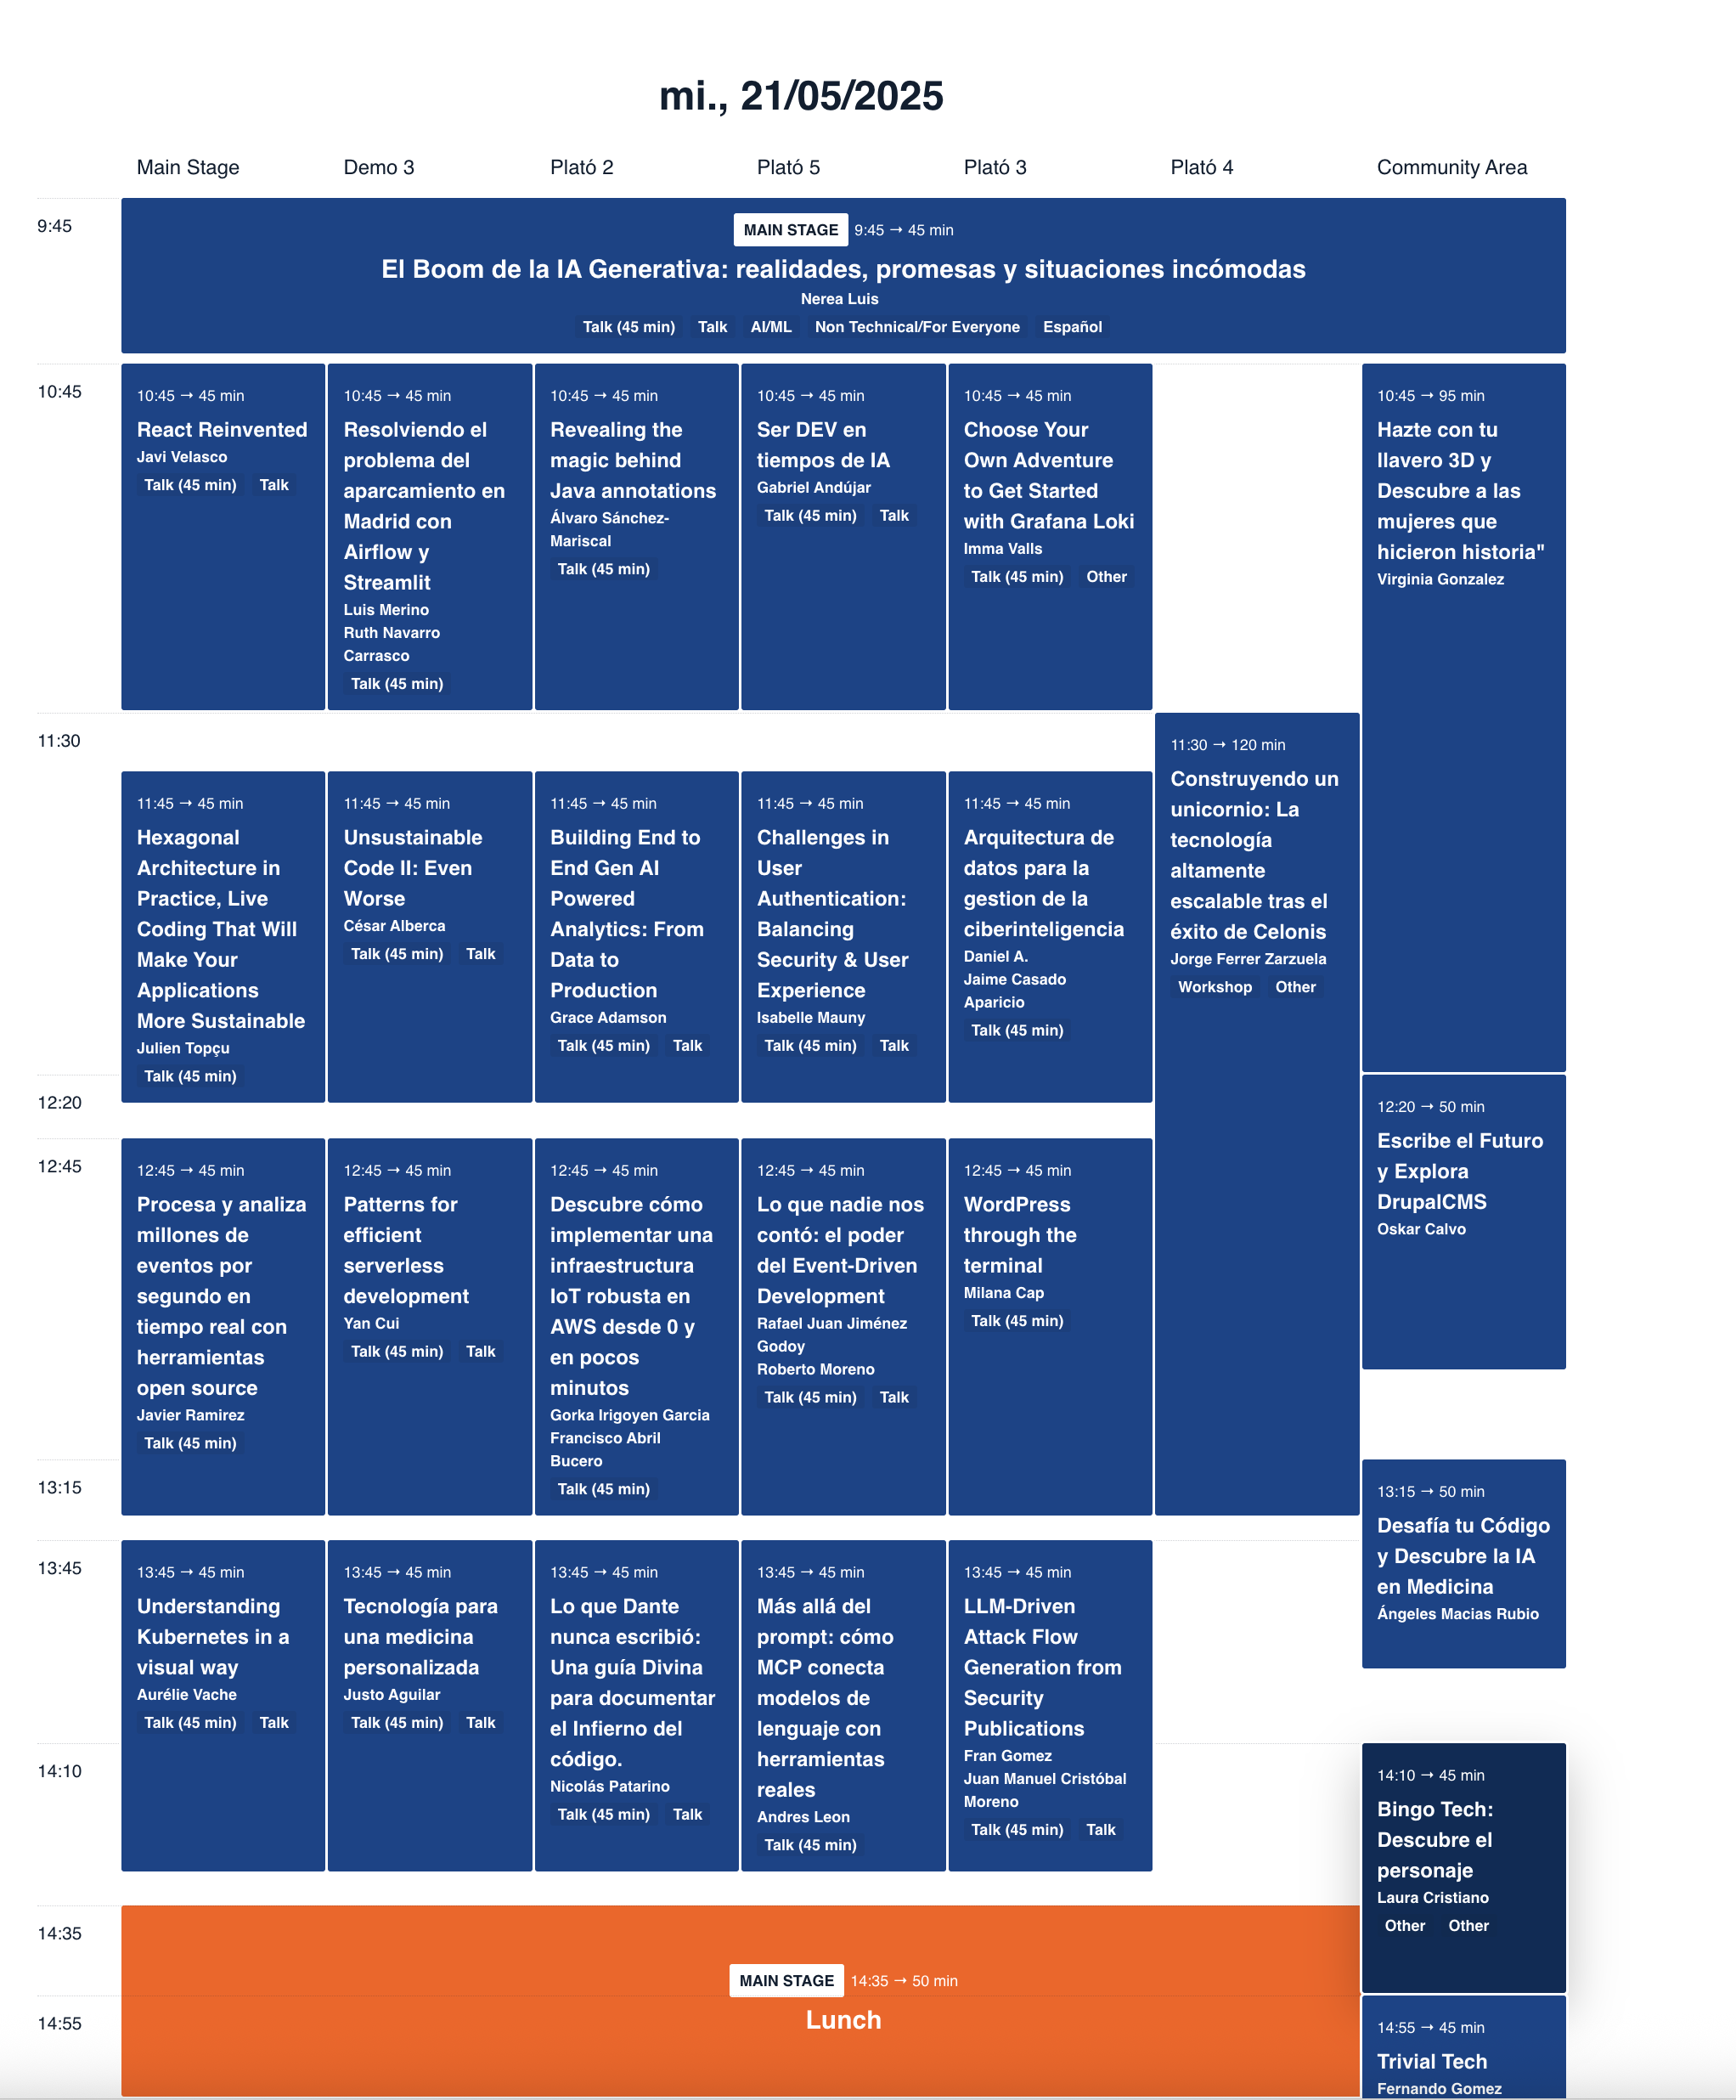 mi., 21/05/2025
Main Stage
Demo 3
Plató 2
Plató 5
Plató 3
Plató 4
Community Area
9:45
MAIN STAGE 9:45 → 45 min
El Boom de la IA Generativa: realidades, promesas y situaciones incómodas
Nerea Luis
Talk (45 min) Talk AI/ML Non Technical/For Everyone Español
10:45
10:45 → 45 min
React Reinvented
Javi Velasco
Talk (45 min) Talk
10:45 → 45 min
Resolviendo el
problema del
aparcamiento en
Madrid con
Airflow y
Streamlit
Luis Merino
Ruth Navarro
Carrasco
Talk (45 min)
10:45 → 45 min
Revealing the
magic behind
Java annotations
Álvaro Sánchez-
Mariscal
Talk (45 min)
10:45 → 45 min
Ser DEV en
tiempos de IA
Gabriel Andújar
Talk (45 min) Talk
10:45 → 45 min
Choose Your
Own Adventure
to Get Started
with Grafana Loki
Imma Valls
Talk (45 min) Other
10:45 → 95 min
Hazte con tu
llavero 3D y
Descubre a las
mujeres que
hicieron historia"
Virginia Gonzalez
11:30
11:30 → 120 min
Construyendo un
unicornio: La
tecnología
altamente
escalable tras el
éxito de Celonis
Jorge Ferrer Zarzuela
Workshop Other
11:45 → 45 min
Hexagonal
Architecture in
Practice, Live
Coding That Will
Make Your
Applications
More Sustainable
Julien Topçu
Talk (45 min)
11:45 → 45 min
Unsustainable
Code II: Even
Worse
César Alberca
Talk (45 min) Talk
11:45 → 45 min
Building End to
End Gen AI
Powered
Analytics: From
Data to
Production
Grace Adamson
Talk (45 min) Talk
11:45 → 45 min
Challenges in
User
Authentication:
Balancing
Security & User
Experience
Isabelle Mauny
Talk (45 min) Talk
11:45 → 45 min
Arquitectura de
datos para la
gestion de la
ciberinteligencia
Daniel A.
Jaime Casado
Aparicio
Talk (45 min)
12:20
12:20 → 50 min
Escribe el Futuro
y Explora
DrupalCMS
Oskar Calvo
12:45
12:45 → 45 min
Procesa y analiza
millones de
eventos por
segundo en
tiempo real con
herramientas
open source
Javier Ramirez
Talk (45 min)
12:45 → 45 min
Patterns for
efficient
serverless
development
Yan Cui
Talk (45 min) Talk
12:45 → 45 min
Descubre cómo
implementar una
infraestructura
IoT robusta en
AWS desde 0 y
en pocos
minutos
Gorka Irigoyen Garcia
Francisco Abril
Bucero
Talk (45 min)
12:45 → 45 min
Lo que nadie nos
contó: el poder
del Event-Driven
Development
Rafael Juan Jiménez
Godoy
Roberto Moreno
Talk (45 min) Talk
12:45 → 45 min
WordPress
through the
terminal
Milana Cap
Talk (45 min)
13:15
13:15 → 50 min
Desafía tu Código
y Descubre la IA
en Medicina
Ángeles Macias Rubio
13:45
13:45 → 45 min
Understanding
Kubernetes in a
visual way
Aurélie Vache
Talk (45 min) Talk
13:45 → 45 min
Tecnología para
una medicina
personalizada
Justo Aguilar
Talk (45 min) Talk
13:45 → 45 min
Lo que Dante
nunca escribió:
Una guía Divina
para documentar
el Infierno del
código.
Nicolás Patarino
Talk (45 min) Talk
13:45 → 45 min
Más allá del
prompt: cómo
MCP conecta
modelos de
lenguaje con
herramientas
reales
Andres Leon
Talk (45 min)
13:45 → 45 min
LLM-Driven
Attack Flow
Generation from
Security
Publications
Fran Gomez
Juan Manuel Cristóbal
Moreno
Talk (45 min) Talk
14:10
14:10 → 45 min
Bingo Tech:
Descubre el
personaje
Laura Cristiano
Other Other
14:35
MAIN STAGE 14:35 → 50 min
Lunch
14:55
14:55 → 45 min
Trivial Tech
Fernando Gomez